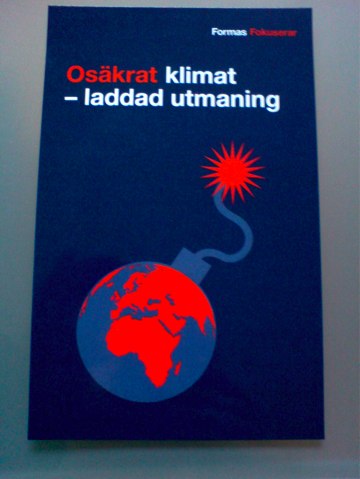 Formas Fokuserar
Osäkrat klimat
– laddad utmaning